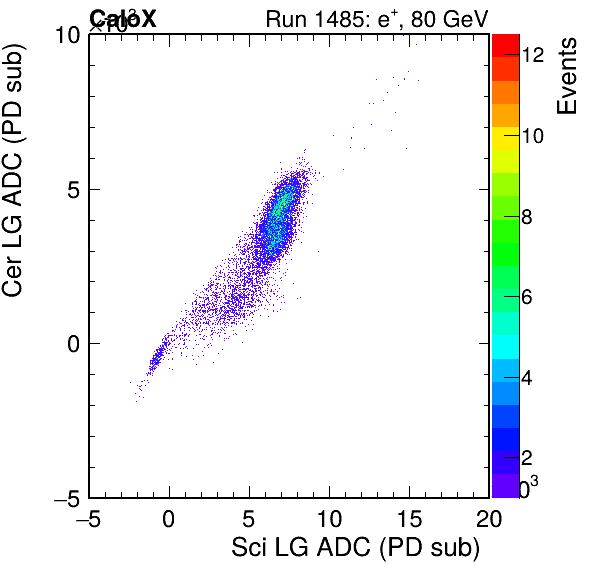 CaloX Run 1485: e⁺, 80 GeV
×10³
Cer LG ADC (PD sub)
10
5
0
−5
−5 0 5 10 15 20
Sci LG ADC (PD sub)
Events
12
10
8
6
4
2
0³